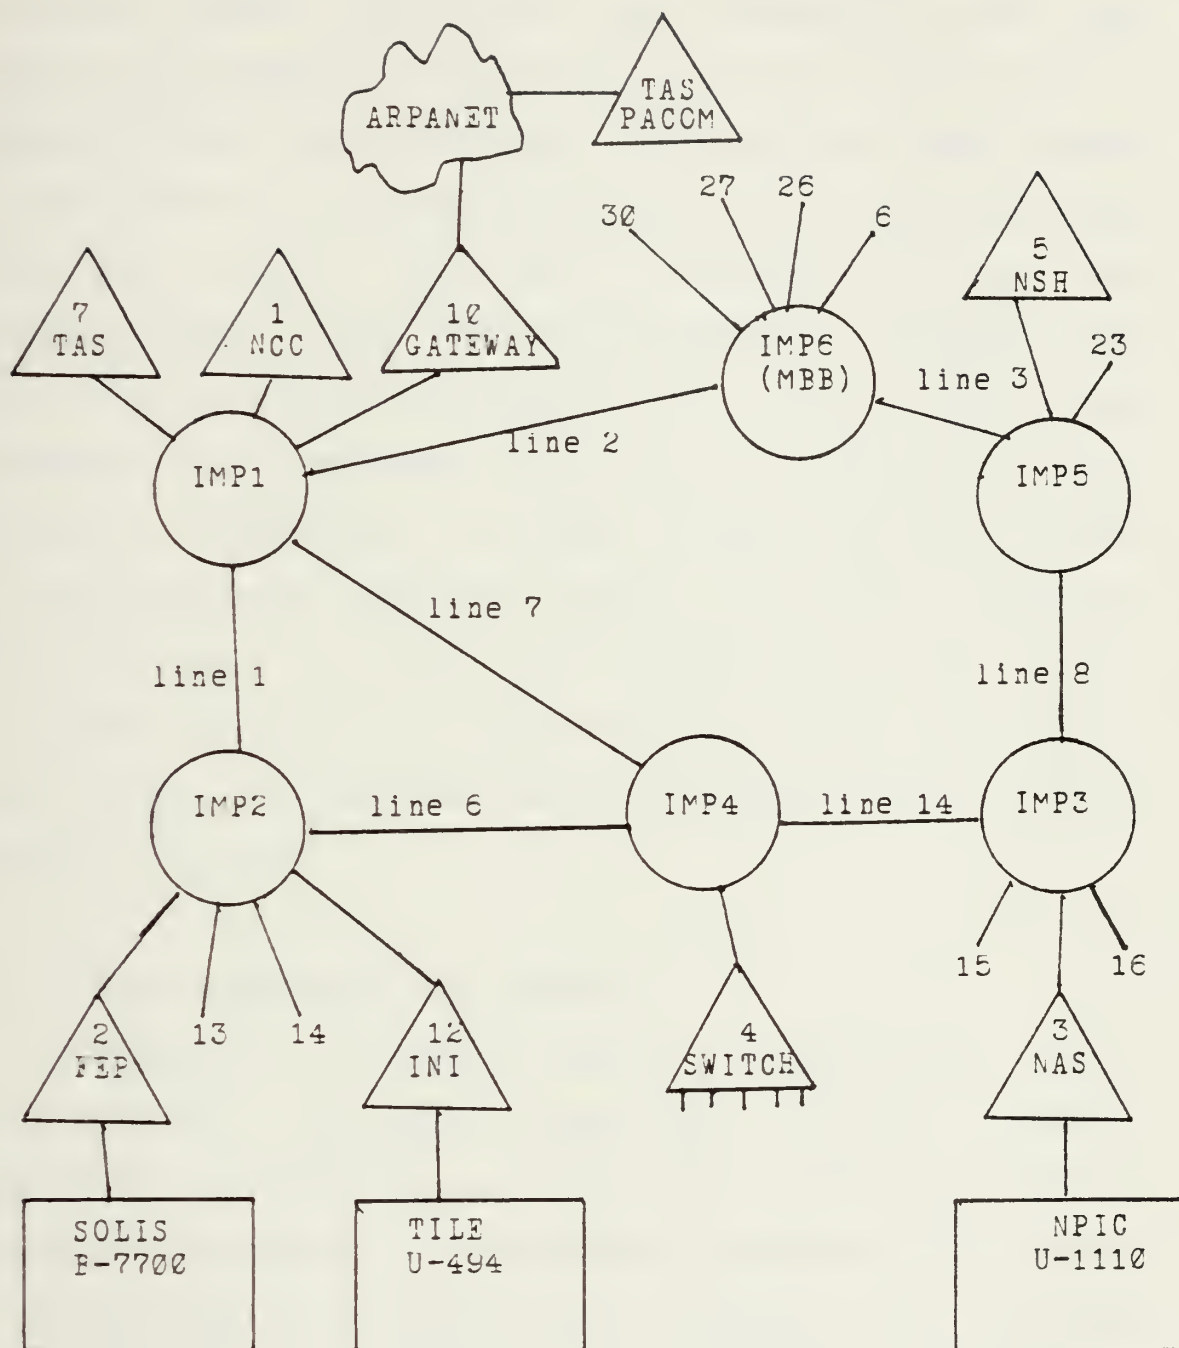 TAS
PACOM
ARPANET
27
26
30
6
5
NSH
7
TAS
1
NCC
10
GATEWAY
IMP6
(MBB)
23
line 3
line 2
IMP1
IMP5
line 7
line 1
line 8
IMP2
line 6
IMP4
line 14
IMP3
15
16
2
FEP
13
14
12
INI
4
SWITCH
3
NAS
SOLIS
B-7700
TILE
U-494
NPIC
U-1110